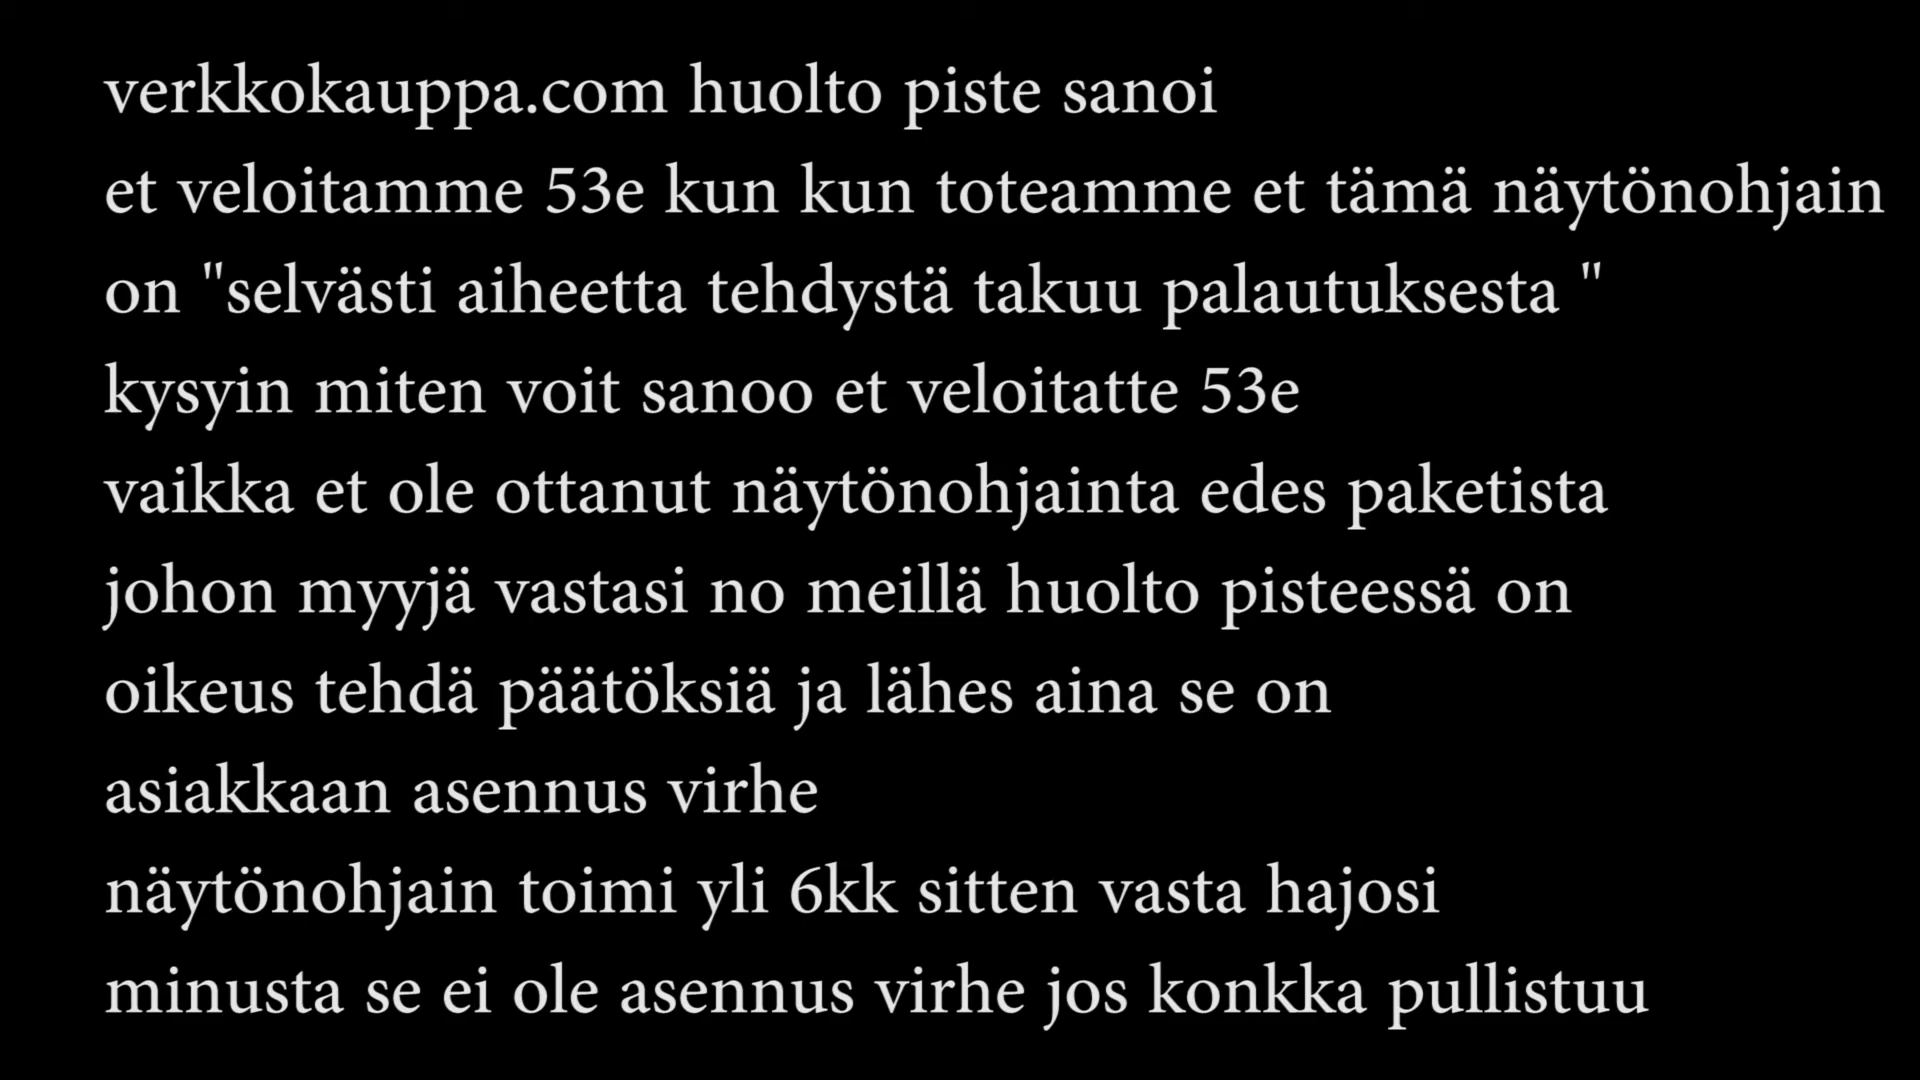 verkkokauppa.com huolto piste sanoi
et veloitamme 53e kun kun toteamme et tämä näytönohjain
on "selvästi aiheetta tehdystä takuu palautuksesta "
kysyin miten voit sanoo et veloitatte 53e
vaikka et ole ottanut näytönohjainta edes paketista
johon myyjä vastasi no meillä huolto pisteessä on
oikeus tehdä päätöksiä ja lähes aina se on
asiakkaan asennus virhe
näytönohjain toimi yli 6kk sitten vasta hajosi
minusta se ei ole asennus virhe jos konkka pullistuu